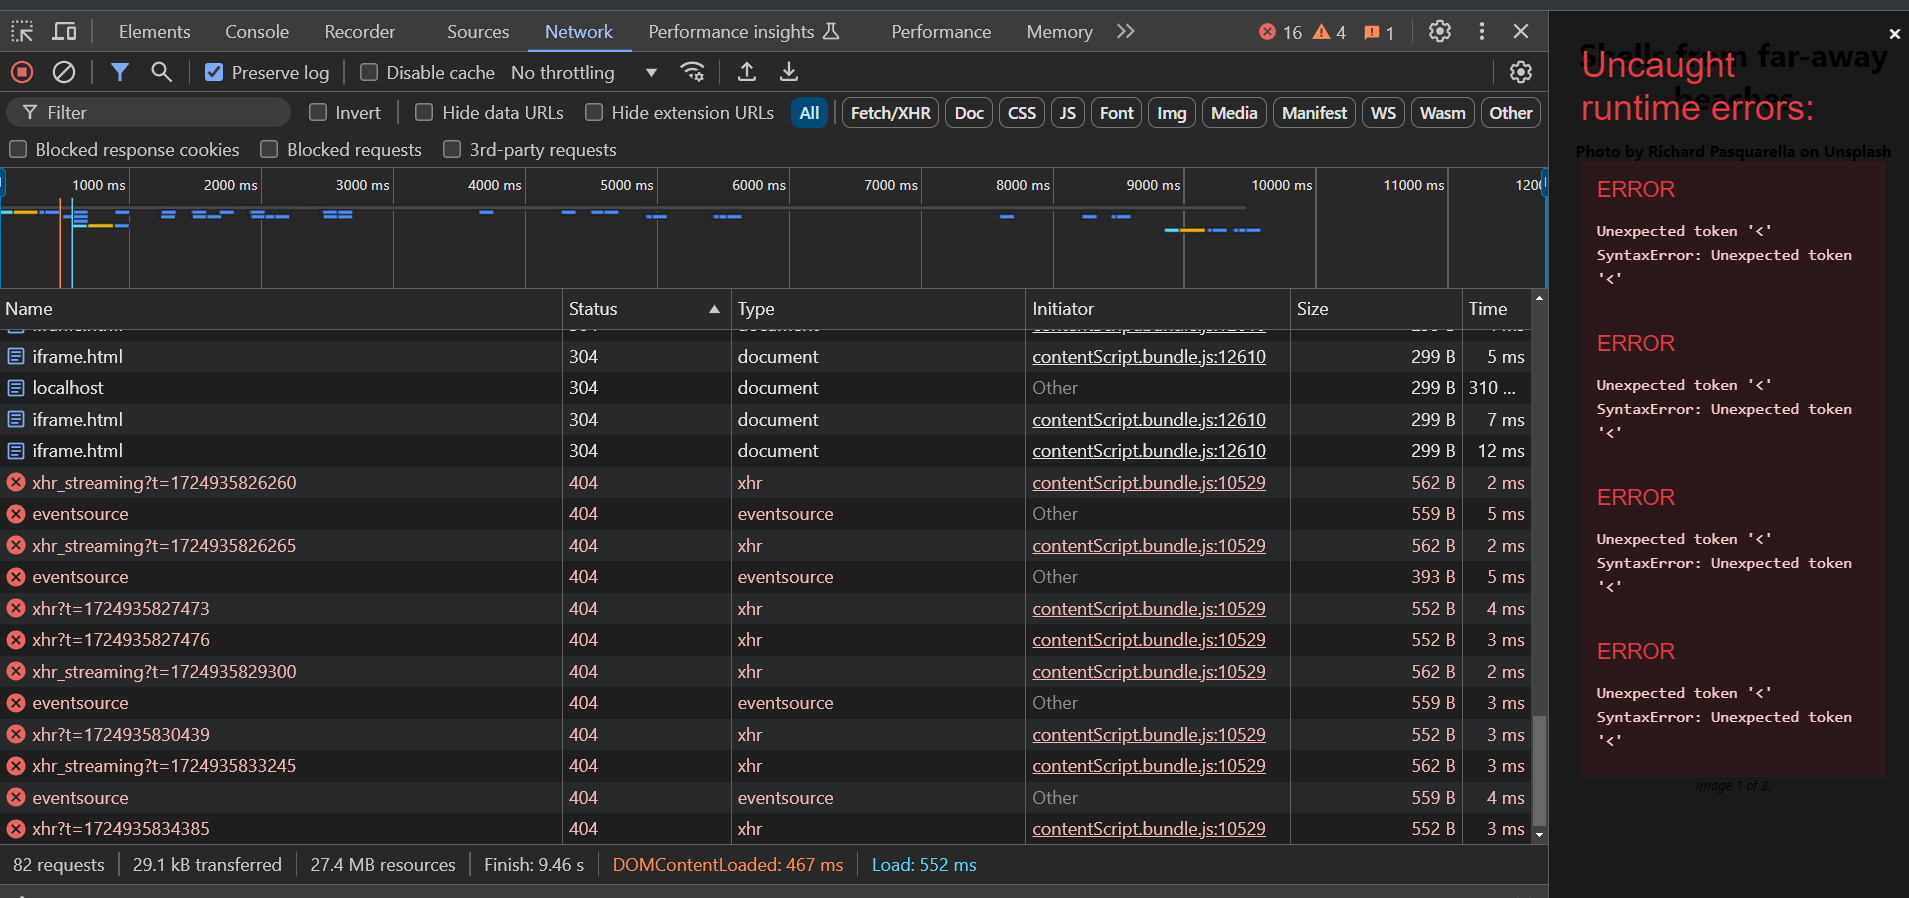 Elements Console Recorder Sources Network Performance insights Performance Memory 16 4 1
Preserve log Disable cache No throttling
Filter Invert Hide data URLs Hide extension URLs All Fetch/XHR Doc CSS JS Font Img Media Manifest WS Wasm Other
Blocked response cookies Blocked requests 3rd-party requests
1000 ms 2000 ms 3000 ms 4000 ms 5000 ms 6000 ms 7000 ms 8000 ms 9000 ms 10000 ms 11000 ms 1200
Name Status Type Initiator Size Time
iframe.html 304 document contentScript.bundle.js:12610 299 B
iframe.html 304 document contentScript.bundle.js:12610 299 B 5 ms
localhost 304 document Other 299 B 310 ...
iframe.html 304 document contentScript.bundle.js:12610 299 B 7 ms
iframe.html 304 document contentScript.bundle.js:12610 299 B 12 ms
xhr_streaming?t=1724935826260 404 xhr contentScript.bundle.js:10529 562 B 2 ms
eventsource 404 eventsource Other 559 B 5 ms
xhr_streaming?t=1724935826265 404 xhr contentScript.bundle.js:10529 562 B 2 ms
eventsource 404 eventsource Other 393 B 5 ms
xhr?t=1724935827473 404 xhr contentScript.bundle.js:10529 552 B 4 ms
xhr?t=1724935827476 404 xhr contentScript.bundle.js:10529 552 B 3 ms
xhr_streaming?t=1724935829300 404 xhr contentScript.bundle.js:10529 562 B 2 ms
eventsource 404 eventsource Other 559 B 3 ms
xhr?t=1724935830439 404 xhr contentScript.bundle.js:10529 552 B 3 ms
xhr_streaming?t=1724935833245 404 xhr contentScript.bundle.js:10529 562 B 3 ms
eventsource 404 eventsource Other 559 B 4 ms
xhr?t=1724935834385 404 xhr contentScript.bundle.js:10529 552 B 3 ms
82 requests 29.1 kB transferred 27.4 MB resources Finish: 9.46 s DOMContentLoaded: 467 ms Load: 552 ms
Shells from far-away
beaches
Uncaught
runtime errors:
Photo by Richard Pasquarella on Unsplash
ERROR
Unexpected token '<'
SyntaxError: Unexpected token
'<'
ERROR
Unexpected token '<'
SyntaxError: Unexpected token
'<'
ERROR
Unexpected token '<'
SyntaxError: Unexpected token
'<'
ERROR
Unexpected token '<'
SyntaxError: Unexpected token
'<'
Image 1 of 3.